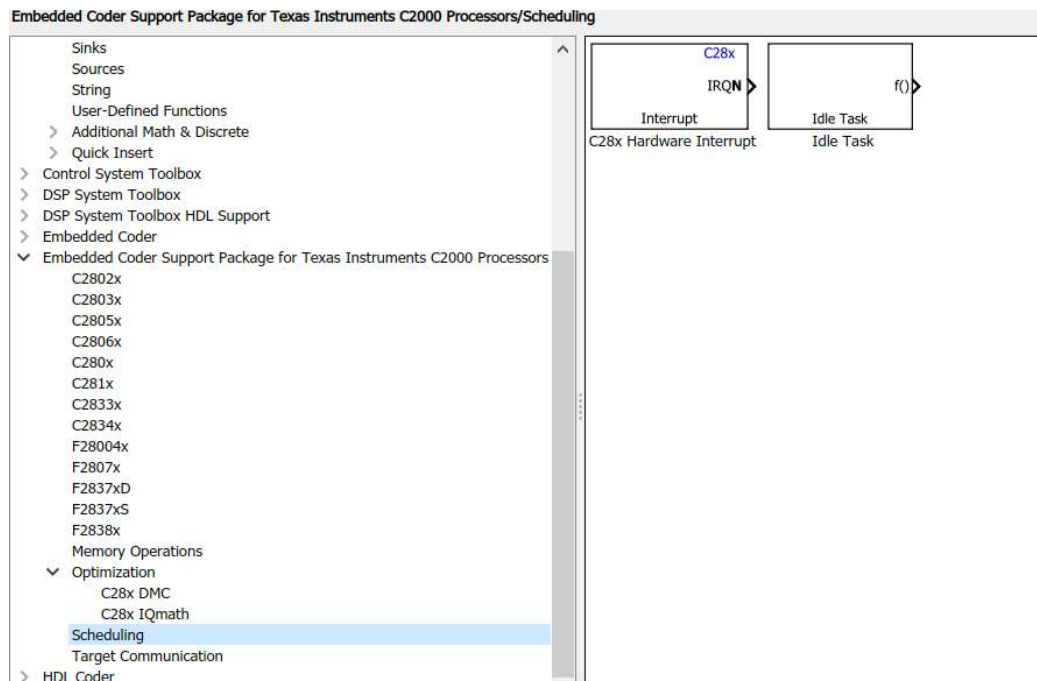 Embedded Coder Support Package for Texas Instruments C2000 Processors/Scheduling
Sinks
Sources
String
User-Defined Functions
Additional Math & Discrete
Quick Insert
Control System Toolbox
DSP System Toolbox
DSP System Toolbox HDL Support
Embedded Coder
Embedded Coder Support Package for Texas Instruments C2000 Processors
C2802x
C2803x
C2805x
C2806x
C280x
C281x
C2833x
C2834x
F28004x
F2807x
F2837xD
F2837xS
F2838x
Memory Operations
Optimization
C28x DMC
C28x IQmath
Scheduling
Target Communication
HDL Coder
C28x
IRQN
Interrupt
C28x Hardware Interrupt
f()
Idle Task
Idle Task